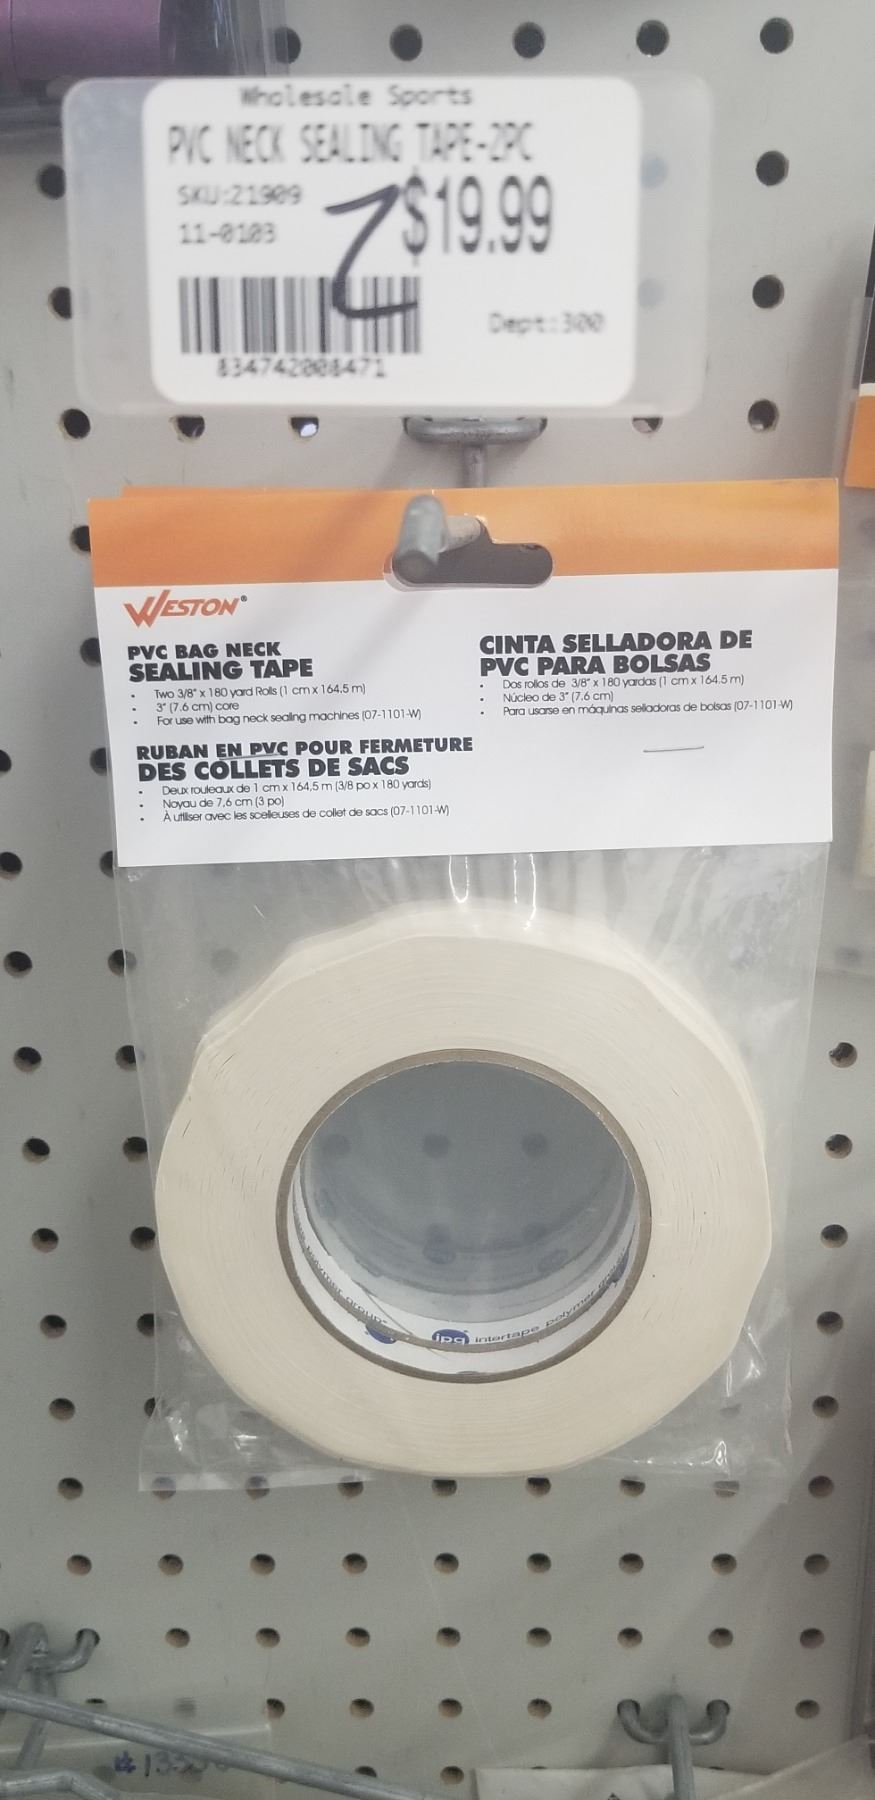 Wholesale Sports
PVC NECK SEALING TAPE-2PC
SKU:21909
$19.99
11-0103
2
Dept:300
834742008471
WESTON®
PVC BAG NECK
SEALING TAPE
• Two 3/8" x 180 yard Rolls (1 cm x 164.5 m)
• 3" (7.6 cm) core
• For use with bag neck sealing machines (07-1101-W)
CINTA SELLADORA DE
PVC PARA BOLSAS
• Dos rollos de 3/8" x 180 yardas (1 cm x 164.5 m)
• Núcleo de 3" (7.6 cm)
• Para usarse en máquinas selladoras de bolsas (07-1101-W)
RUBAN EN PVC POUR FERMETURE
DES COLLETS DE SACS
• Deux rouleaux de 1 cm x 164,5 m (3/8 po x 180 yards)
• Noyau de 7,6 cm (3 po)
• À utiliser avec les scelleuses de collet de sacs (07-1101-W)
polymer group
ipg intertape polymer group